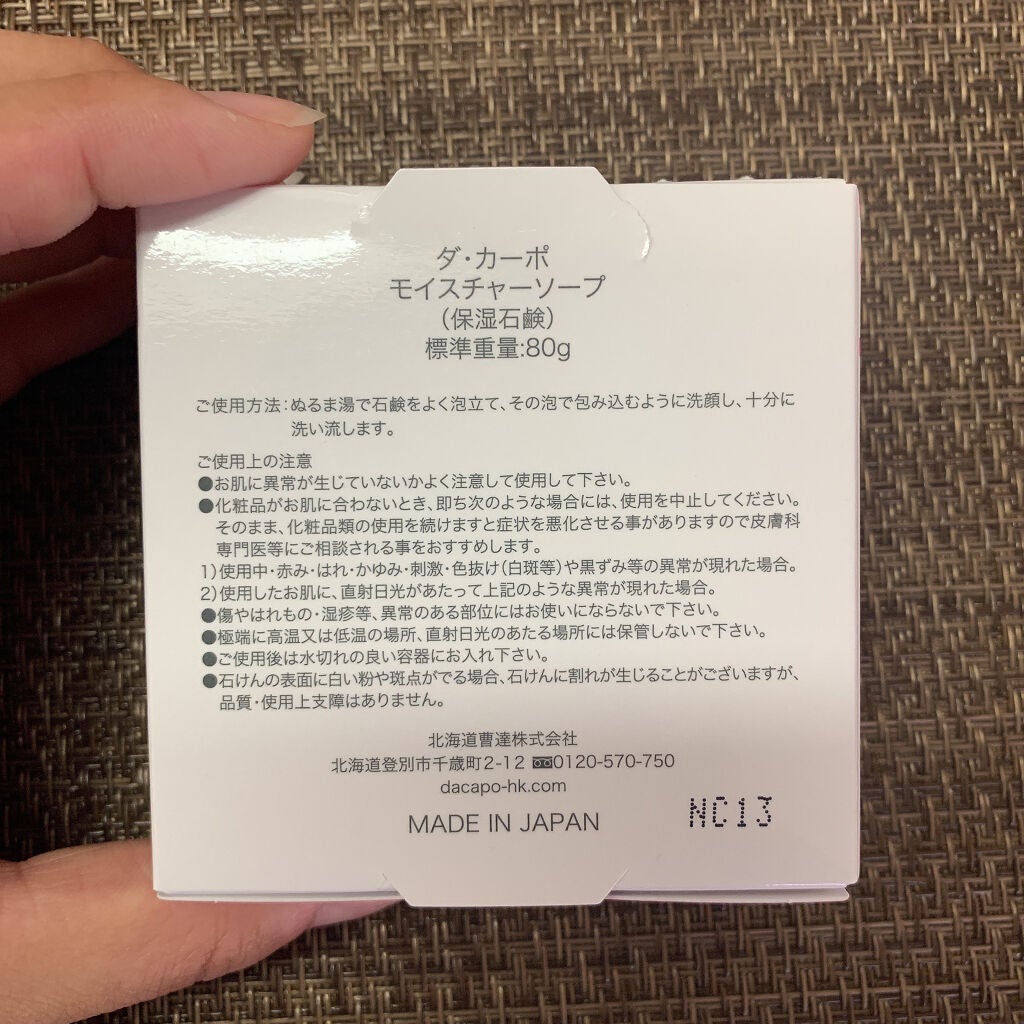 ダ・カーポ
モイスチャーソープ
（保湿石鹸）
標準重量:80g
ご使用方法:ぬるま湯で石鹸をよく泡立て、その泡で包み込むように洗顔し、十分に
洗い流します。
ご使用上の注意
●お肌に異常が生じていないかよく注意して使用して下さい。
●化粧品がお肌に合わないとき、即ち次のような場合には、使用を中止してください。
そのまま、化粧品類の使用を続けますと症状を悪化させる事がありますので皮膚科
専門医等にご相談される事をおすすめします。
1）使用中・赤み・はれ・かゆみ・刺激・色抜け（白斑等）や黒ずみ等の異常が現れた場合。
2）使用したお肌に、直射日光があたって上記のような異常が現れた場合。
●傷やはれもの・湿疹等、異常のある部位にはお使いにならないで下さい。
●極端に高温又は低温の場所、直射日光のあたる場所には保管しないで下さい。
●ご使用後は水切れの良い容器にお入れ下さい。
●石けんの表面に白い粉や斑点がでる場合、石けんに割れが生じることがございますが、
品質・使用上支障はありません。
北海道曹達株式会社
北海道登別市千歳町2-12 0120-570-750
dacapo-hk.com
MADE IN JAPAN
NC13